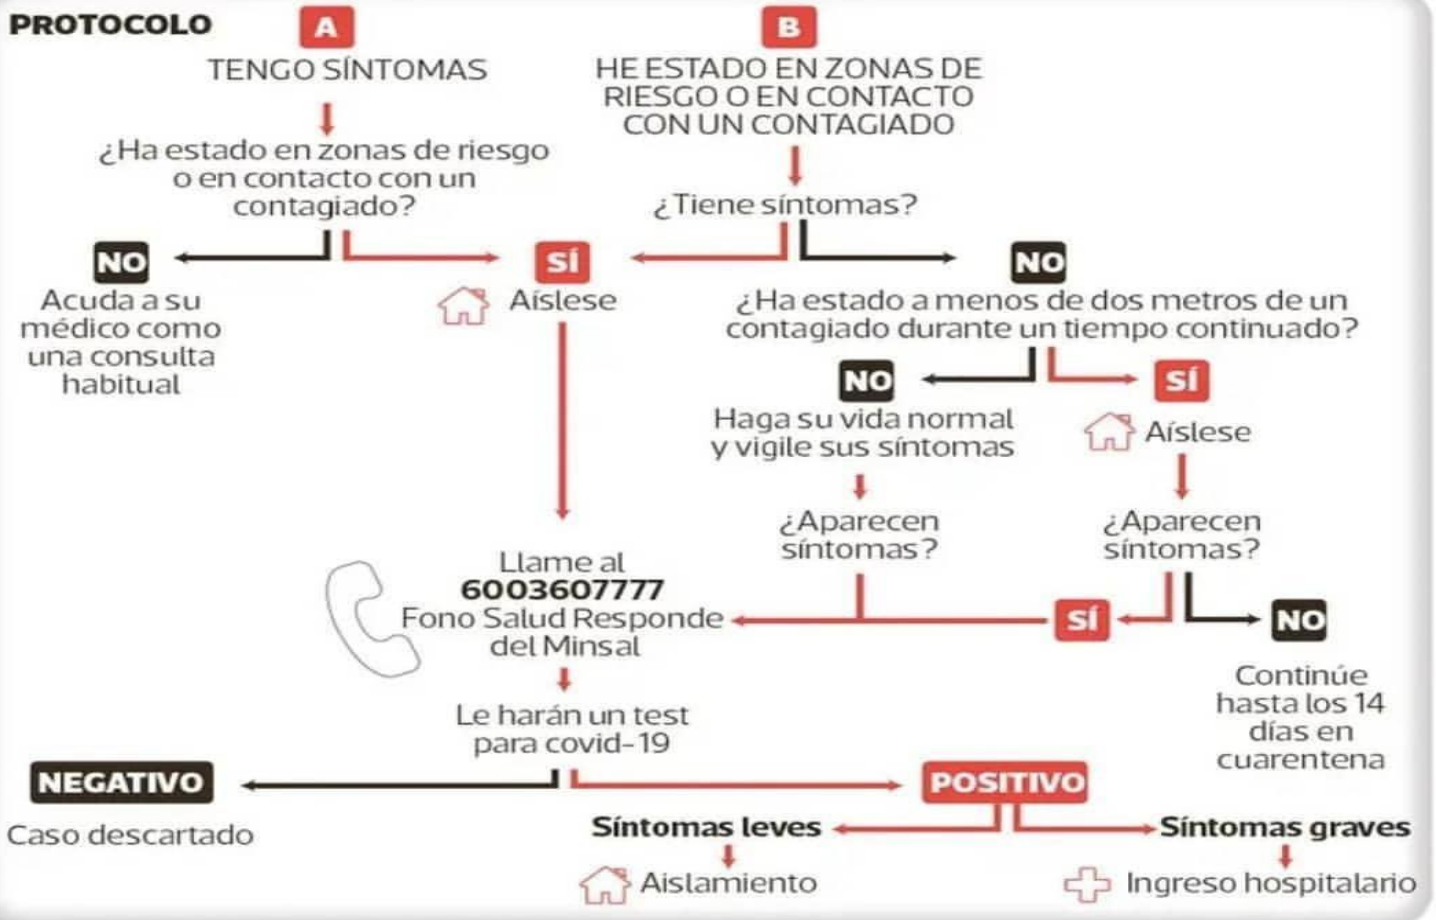 PROTOCOLO
A
TENGO SÍNTOMAS
¿Ha estado en zonas de riesgo
o en contacto con un
contagiado?
NO
Acuda a su
médico como
una consulta
habitual
SÍ
Aíslese
B
HE ESTADO EN ZONAS DE
RIESGO O EN CONTACTO
CON UN CONTAGIADO
¿Tiene síntomas?
NO
¿Ha estado a menos de dos metros de un
contagiado durante un tiempo continuado?
NO
Haga su vida normal
y vigile sus síntomas
¿Aparecen
síntomas?
SÍ
Aíslese
¿Aparecen
síntomas?
SÍ
NO
Continúe
hasta los 14
días en
cuarentena
Llame al
6003607777
Fono Salud Responde
del Minsal
Le harán un test
para covid-19
NEGATIVO
Caso descartado
POSITIVO
Síntomas leves
Aislamiento
Síntomas graves
Ingreso hospitalario